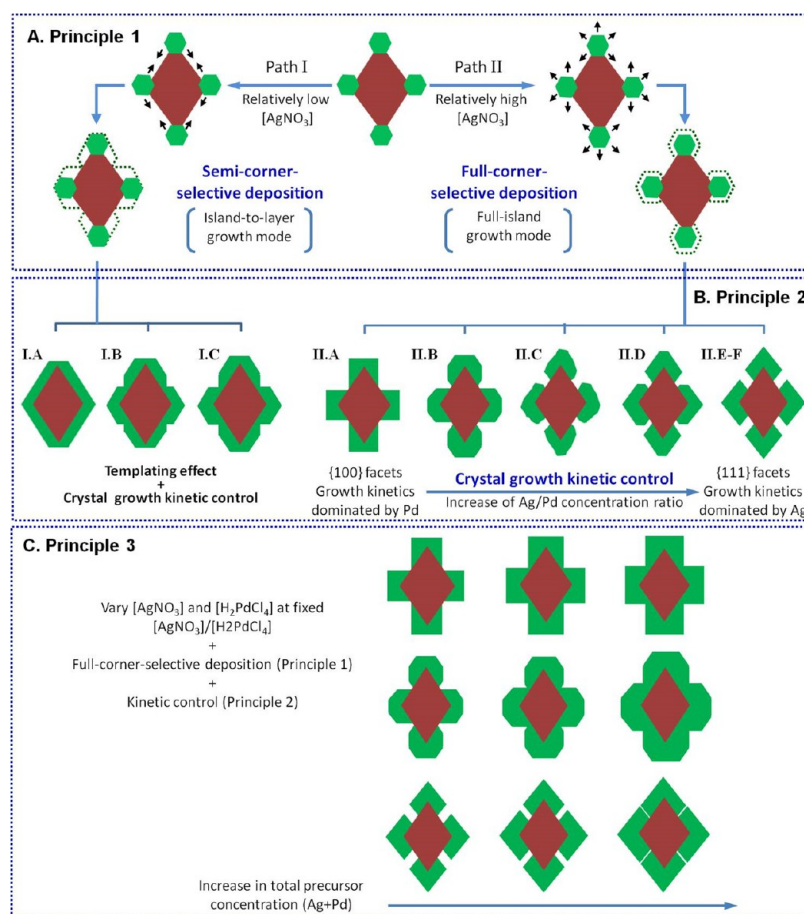 A. Principle 1
Path I
Relatively low
[AgNO₃]
Path II
Relatively high
[AgNO₃]
Semi-corner-
selective deposition
Island-to-layer
growth mode
Full-corner-
selective deposition
Full-island
growth mode
B. Principle 2
I.A
I.B
I.C
II.A
II.B
II.C
II.D
II.E-F
Templating effect
+
Crystal growth kinetic control
{100} facets
Growth kinetics
dominated by Pd
Crystal growth kinetic control
Increase of Ag/Pd concentration ratio
{111} facets
Growth kinetics
dominated by Ag
C. Principle 3
Vary [AgNO₃] and [H₂PdCl₄] at fixed
[AgNO₃]/[H2PdCl₄]
+
Full-corner-selective deposition (Principle 1)
+
Kinetic control (Principle 2)
Increase in total precursor
concentration (Ag+Pd)